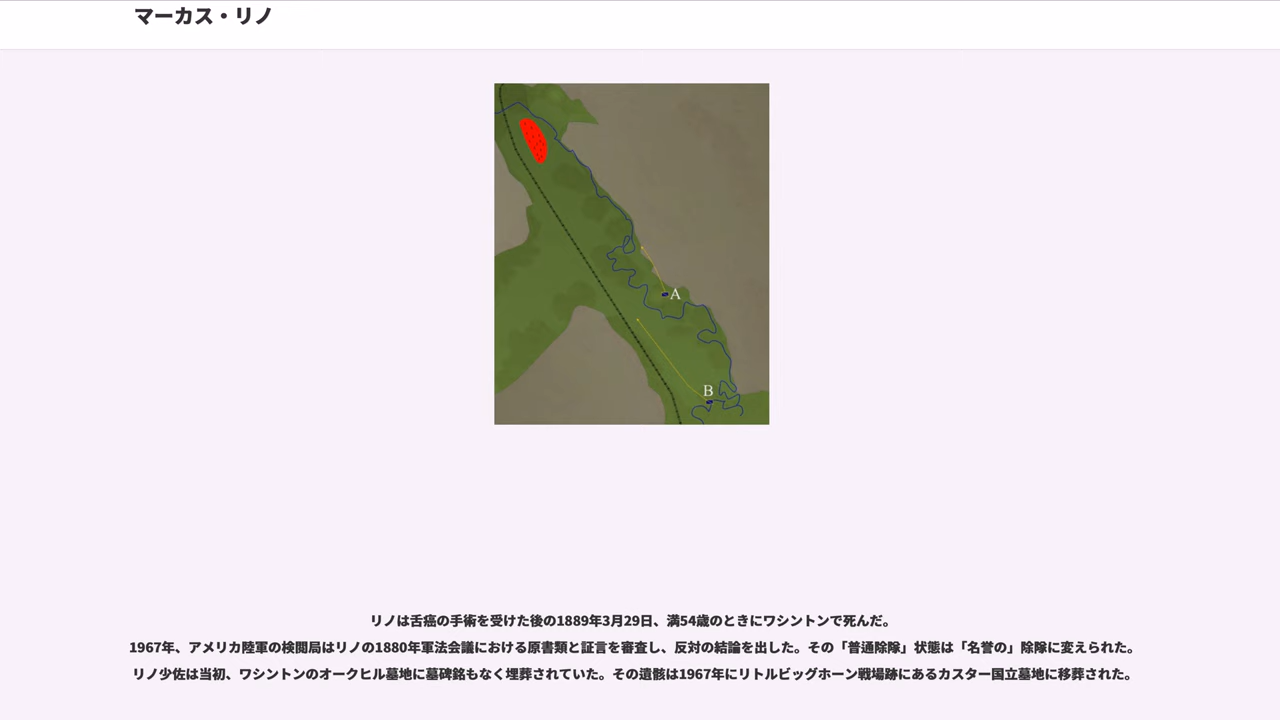 マーカス・リノ
A
B
リノは舌癌の手術を受けた後の1889年3月29日、満54歳のときにワシントンで死んだ。
1967年、アメリカ陸軍の検閲局はリノの1880年軍法会議における原書類と証言を審査し、反対の結論を出した。その「普通除隊」状態は「名誉の」除隊に変えられた。
リノ少佐は当初、ワシントンのオークヒル墓地に墓碑銘もなく埋葬されていた。その遺骸は1967年にリトルビッグホーン戦場跡にあるカスター国立墓地に移葬された。